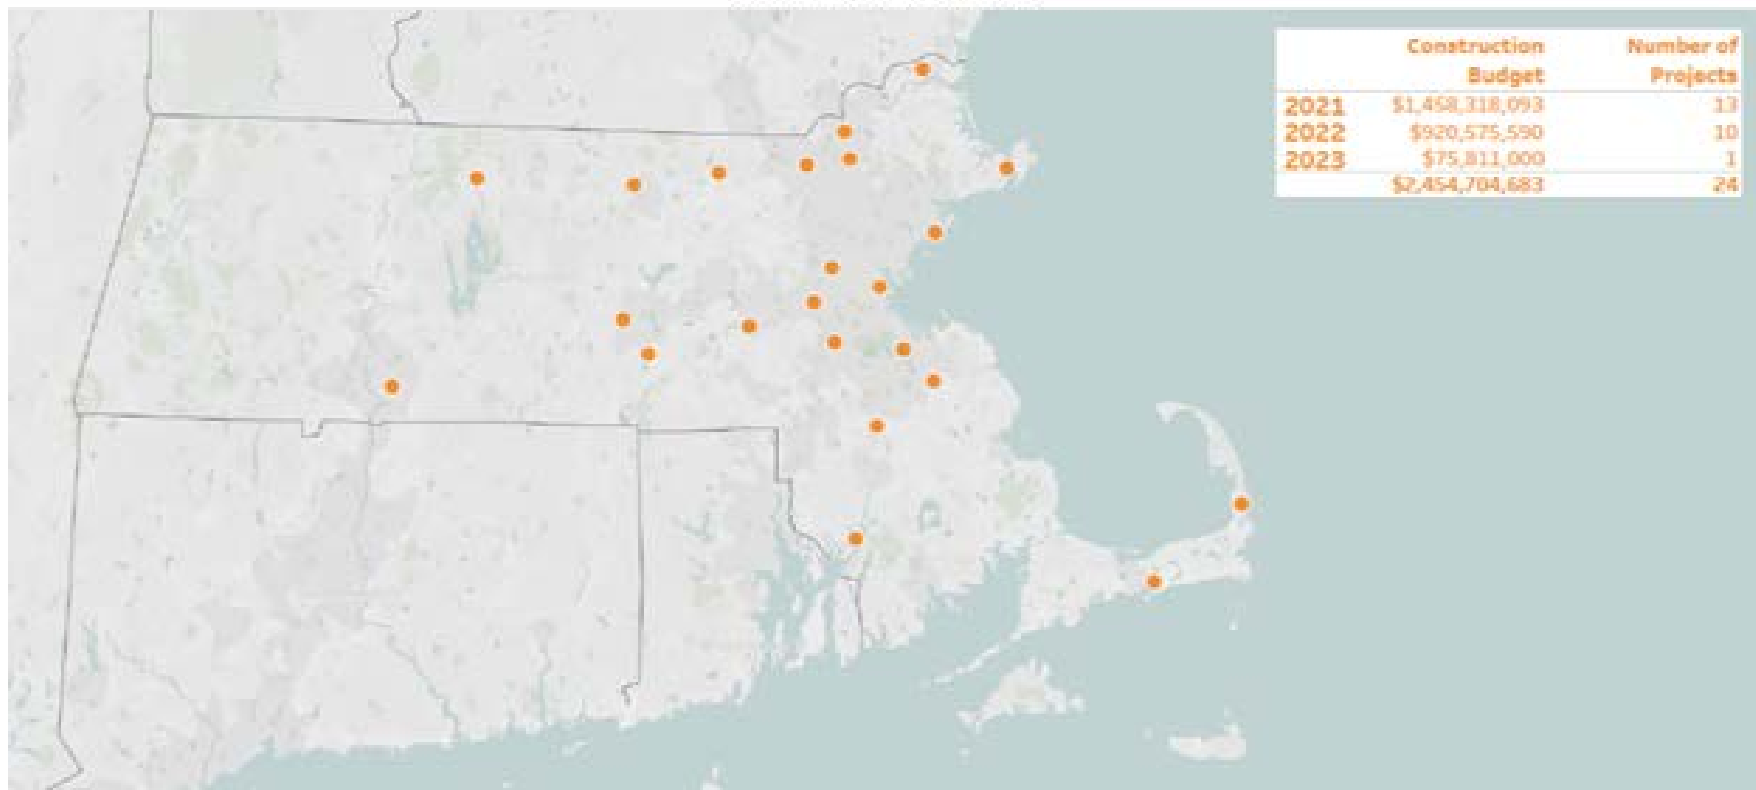 Construction Number of
Budget Projects
2021 $1,458,318,093 13
2022 $920,575,590 10
2023 $75,811,000 1
$2,454,704,683 24